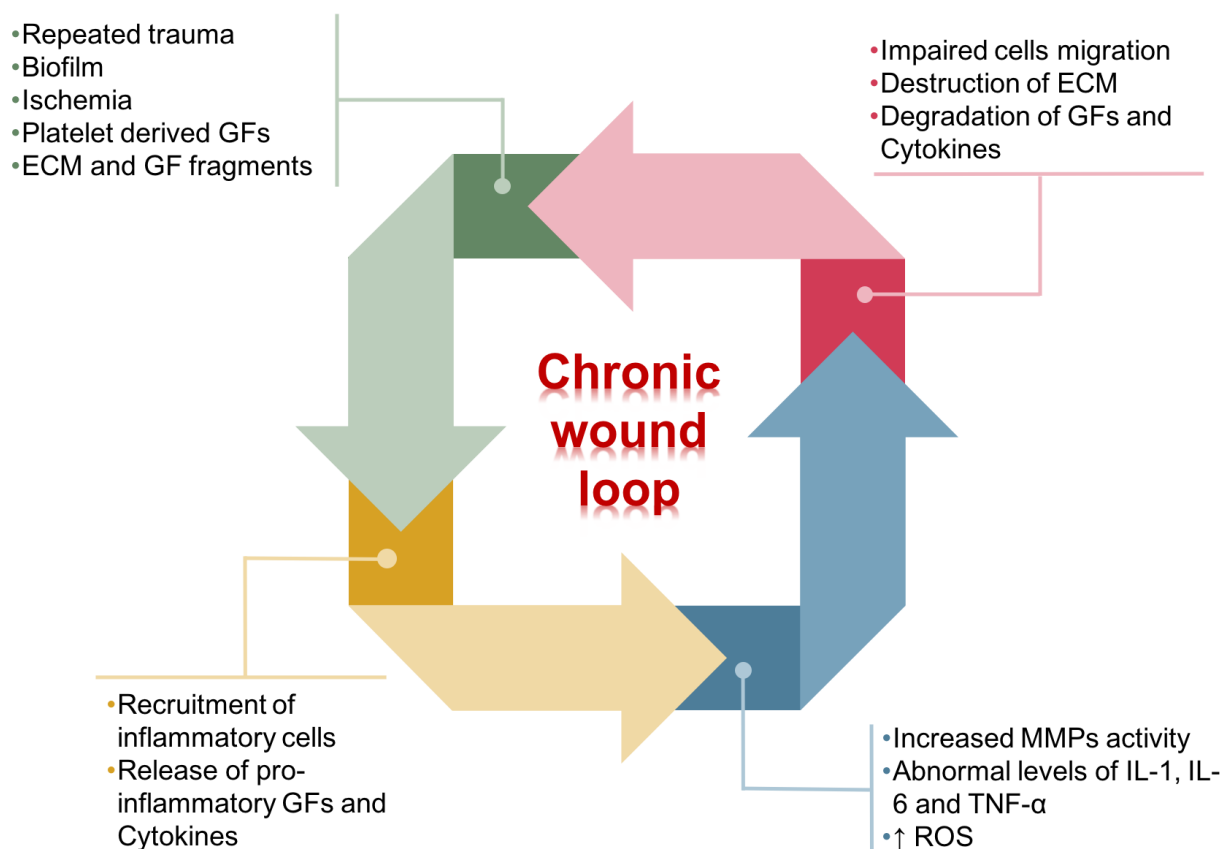 •Repeated trauma
•Biofilm
•Ischemia
•Platelet derived GFs
•ECM and GF fragments
•Impaired cells migration
•Destruction of ECM
•Degradation of GFs and
Cytokines
Chronic
wound
loop
•Recruitment of
inflammatory cells
•Release of pro-
inflammatory GFs and
Cytokines
•Increased MMPs activity
•Abnormal levels of IL-1, IL-
6 and TNF-α
•↑ ROS